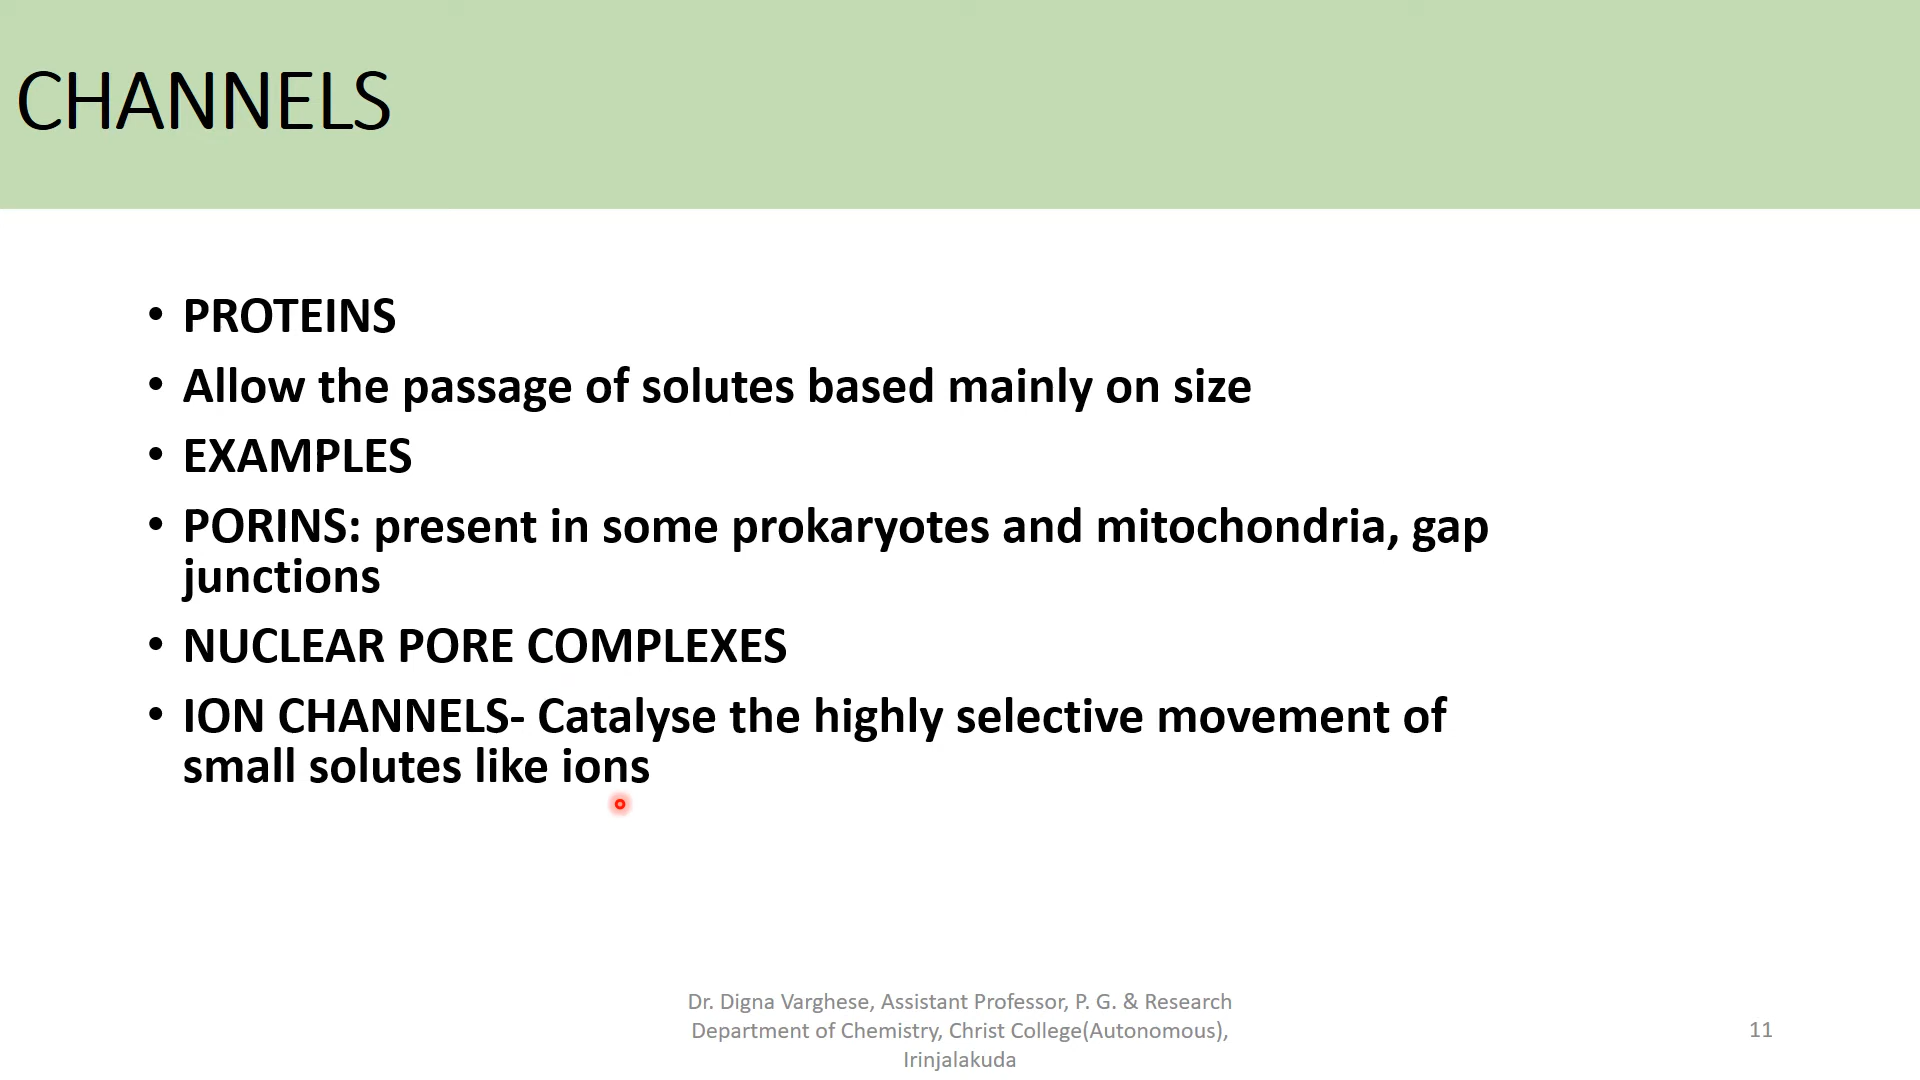 CHANNELS
• PROTEINS
• Allow the passage of solutes based mainly on size
• EXAMPLES
• PORINS: present in some prokaryotes and mitochondria, gap
junctions
• NUCLEAR PORE COMPLEXES
• ION CHANNELS- Catalyse the highly selective movement of
small solutes like ions
Dr. Digna Varghese, Assistant Professor, P. G. & Research
Department of Chemistry, Christ College(Autonomous),
Irinjalakuda
11